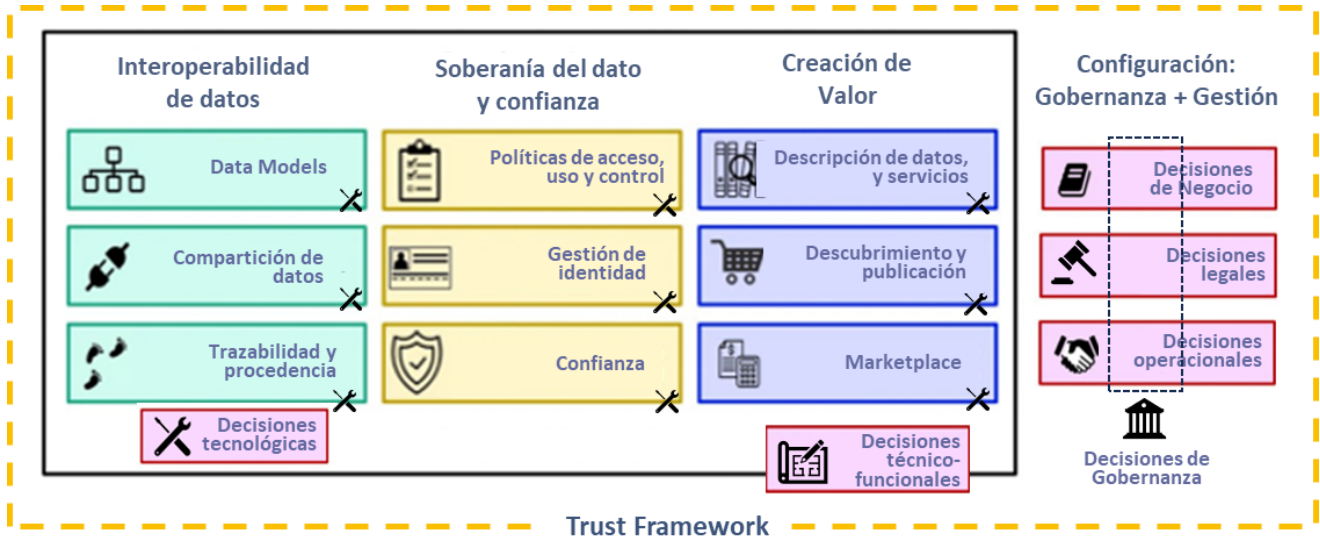 Interoperabilidad
de datos
Data Models
Compartición de
datos
Trazabilidad y
procedencia
Decisiones
tecnológicas
Soberanía del dato
y confianza
Políticas de acceso,
uso y control
Gestión de
identidad
Confianza
Creación de
Valor
Descripción de datos,
y servicios
Descubrimiento y
publicación
Marketplace
Decisiones
técnico-
funcionales
Configuración:
Gobernanza + Gestión
Decisiones
de Negocio
Decisiones
legales
Decisiones
operacionales
Decisiones de
Gobernanza
Trust Framework